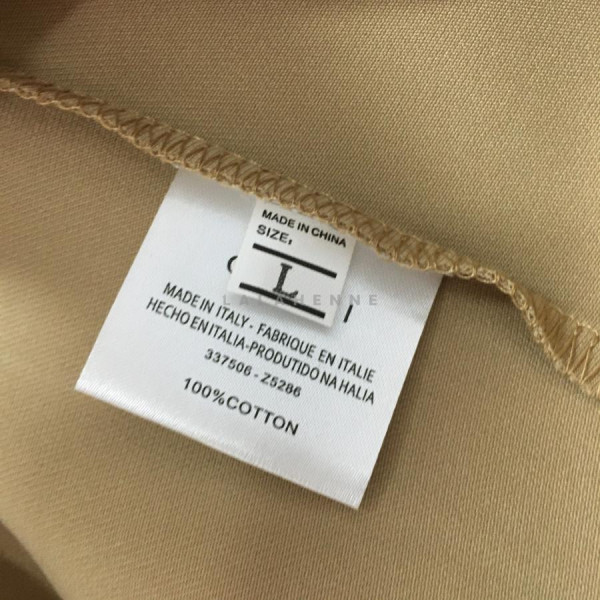 MADE IN CHINA
SIZE:
L
LALAHENNE
MADE IN ITALY - FABRIQUE EN ITALIE
HECHO EN ITALIA-PRODUTIDO NA HALIA
337506 - Z5286
100%COTTON